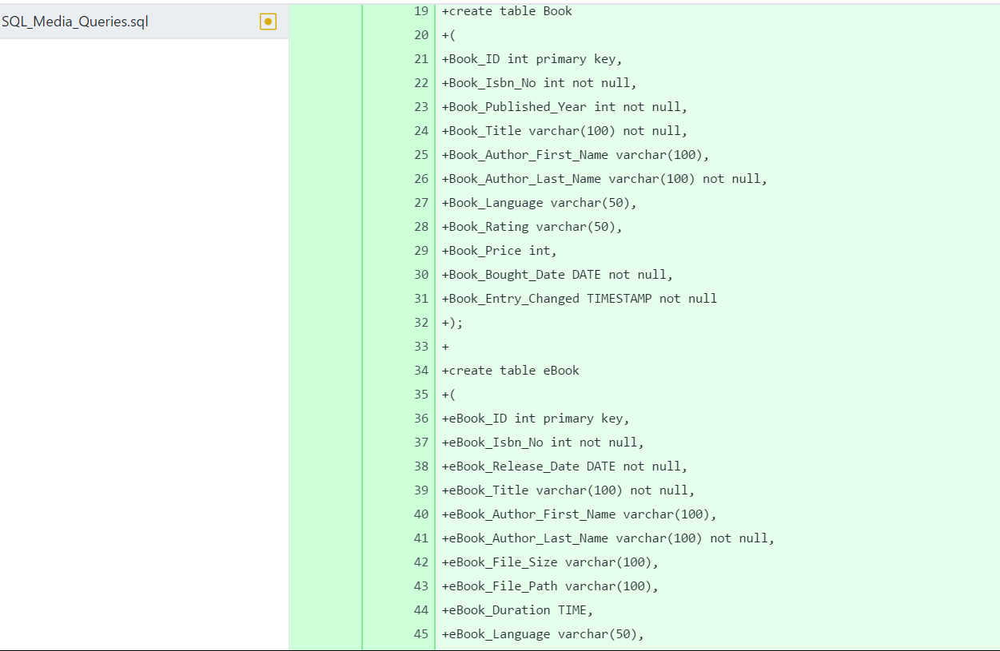 SQL_Media_Queries.sql
19 +create table Book
20 +(
21 +Book_ID int primary key,
22 +Book_Isbn_No int not null,
23 +Book_Published_Year int not null,
24 +Book_Title varchar(100) not null,
25 +Book_Author_First_Name varchar(100),
26 +Book_Author_Last_Name varchar(100) not null,
27 +Book_Language varchar(50),
28 +Book_Rating varchar(50),
29 +Book_Price int,
30 +Book_Bought_Date DATE not null,
31 +Book_Entry_Changed TIMESTAMP not null
32 +);
33 +
34 +create table eBook
35 +(
36 +eBook_ID int primary key,
37 +eBook_Isbn_No int not null,
38 +eBook_Release_Date DATE not null,
39 +eBook_Title varchar(100) not null,
40 +eBook_Author_First_Name varchar(100),
41 +eBook_Author_Last_Name varchar(100) not null,
42 +eBook_File_Size varchar(100),
43 +eBook_File_Path varchar(100),
44 +eBook_Duration TIME,
45 +eBook_Language varchar(50),